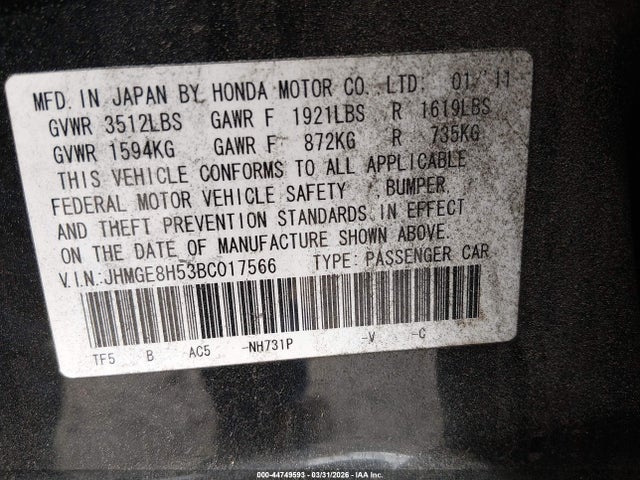 MFD. IN JAPAN BY HONDA MOTOR CO. LTD. 01/'11
GVWR 3512LBS GAWR F 1921LBS R 1619LBS
GVWR 1594KG GAWR F 872KG R 735KG
THIS VEHICLE CONFORMS TO ALL APPLICABLE
FEDERAL MOTOR VEHICLE SAFETY, BUMPER,
AND THEFT PREVENTION STANDARDS IN EFFECT
ON THE DATE OF MANUFACTURE SHOWN ABOVE.
V.I.N.:JHMGE8H53BC017566 TYPE: PASSENGER CAR
TF5 B AC5 -NH731P -V -C
000-44749593 - 03/31/2026 - IAA Inc.